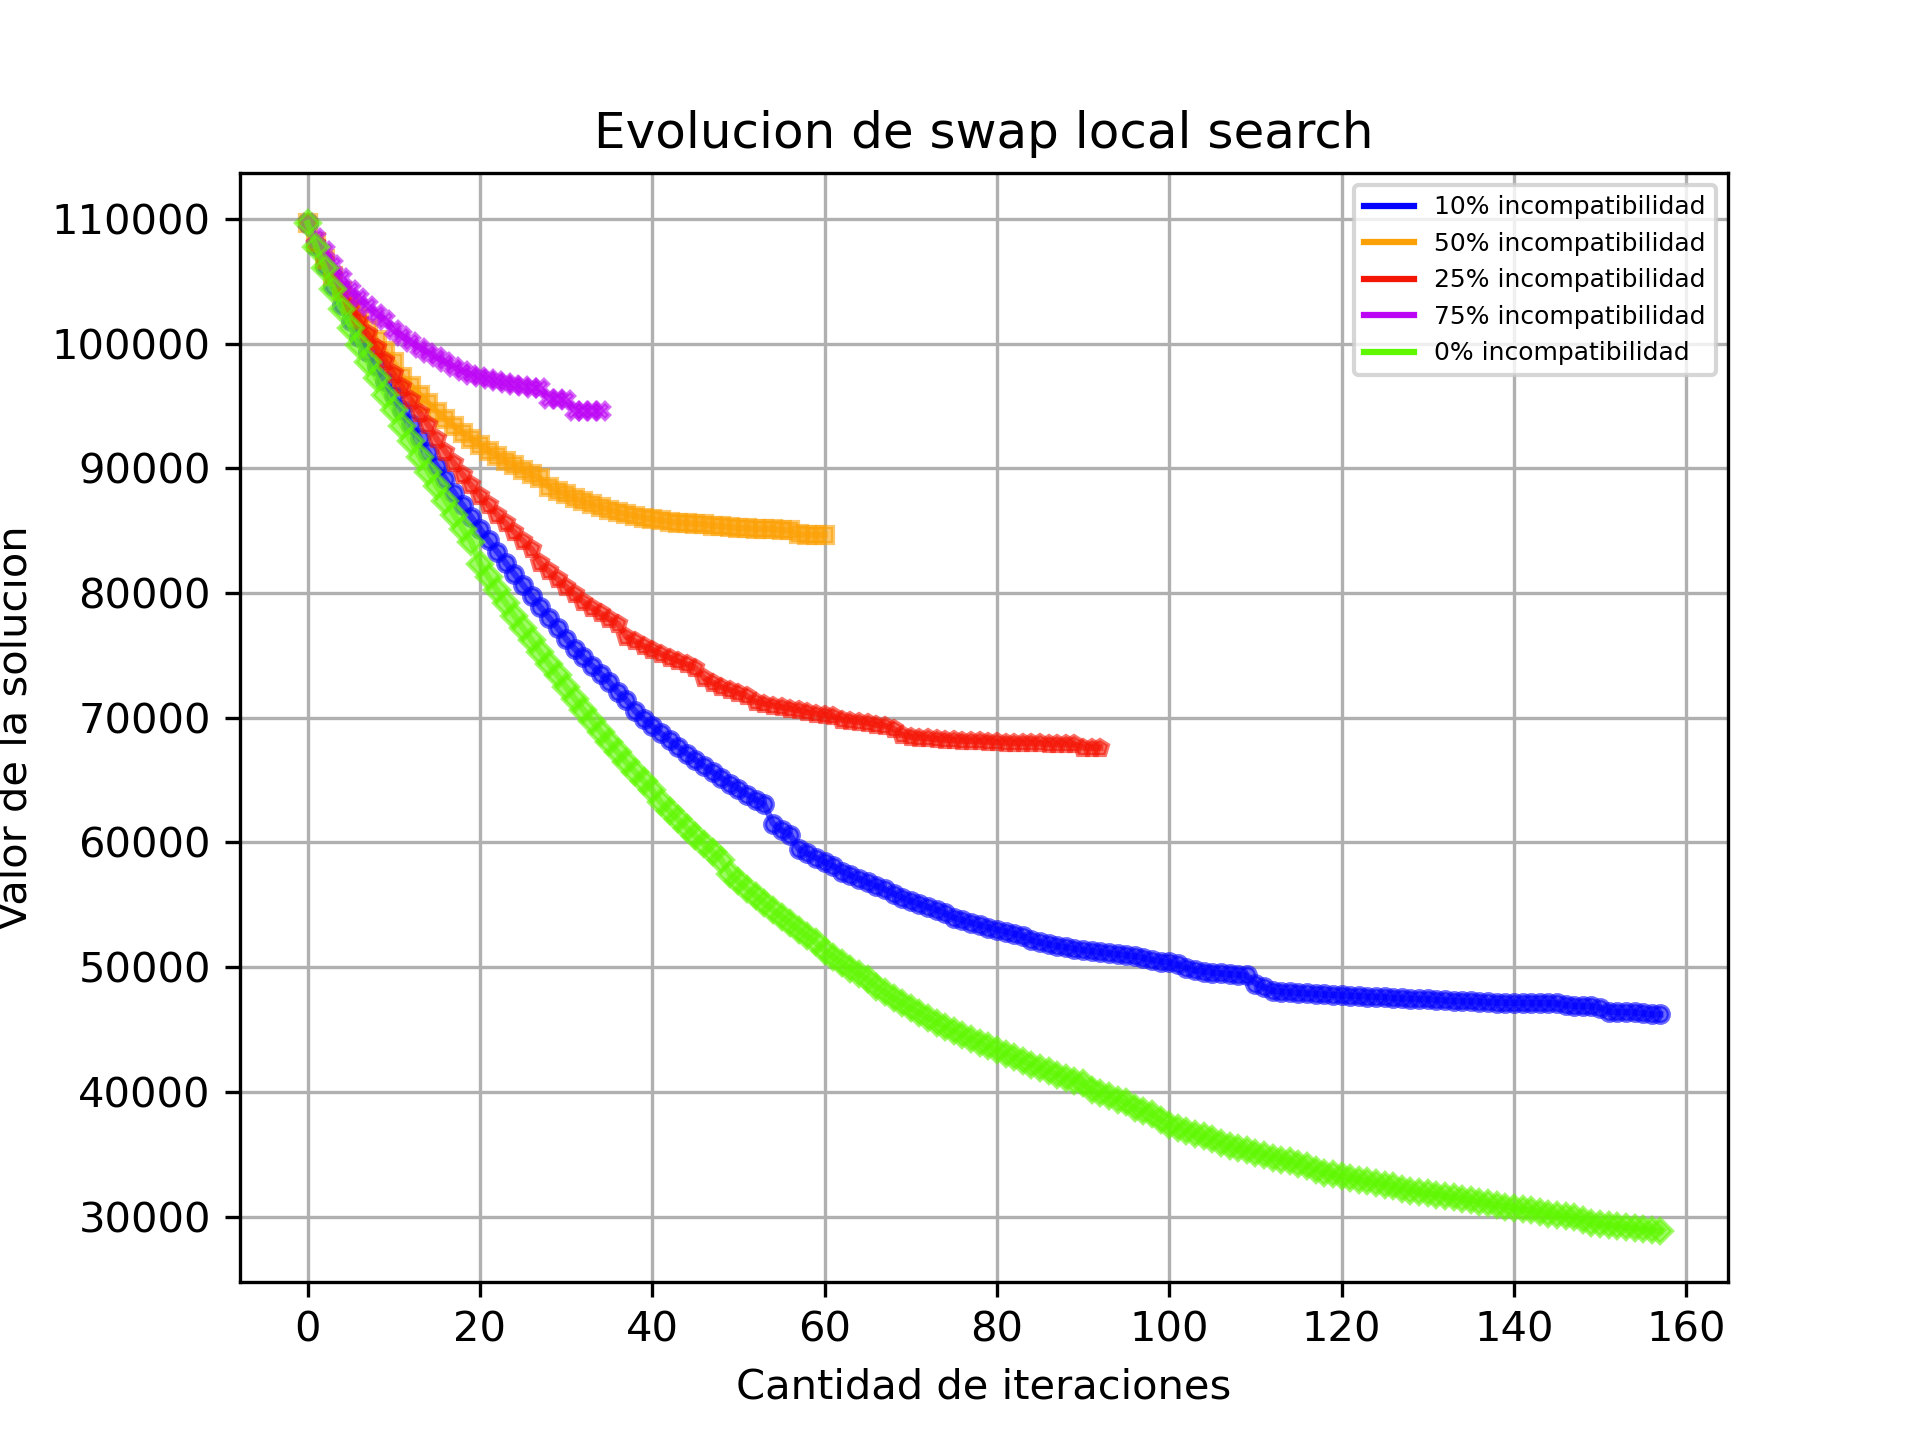 Evolucion de swap local search
10% incompatibilidad
50% incompatibilidad
25% incompatibilidad
75% incompatibilidad
0% incompatibilidad
Valor de la solucion
110000
100000
90000
80000
70000
60000
50000
40000
30000
0 20 40 60 80 100 120 140 160
Cantidad de iteraciones